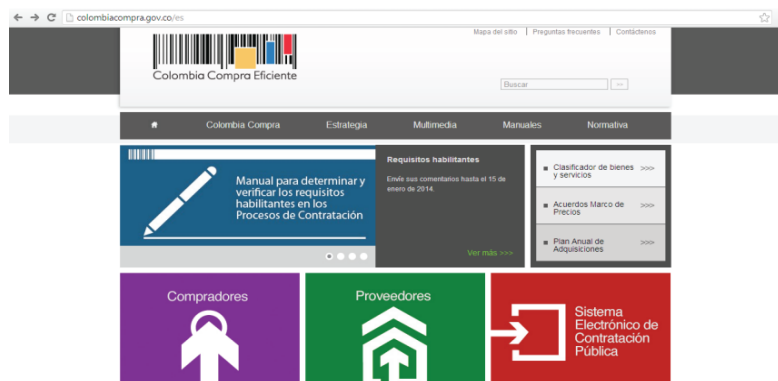 colombiacompra.gov.co/es
Mapa del sitio | Preguntas frecuentes | Contáctenos
Colombia Compra Eficiente
Buscar
Colombia Compra Estrategia Multimedia Manuales Normativa
Manual para determinar y
verificar los requisitos
habilitantes en los
Procesos de Contratación
Requisitos habilitantes
Envíe sus comentarios hasta el 15 de
enero de 2014.
Ver más >>>
Clasificador de bienes >>>
y servicios
Acuerdos Marco de >>>
Precios
Plan Anual de >>>
Adquisiciones
Compradores
Proveedores
Sistema
Electrónico de
Contratación
Pública